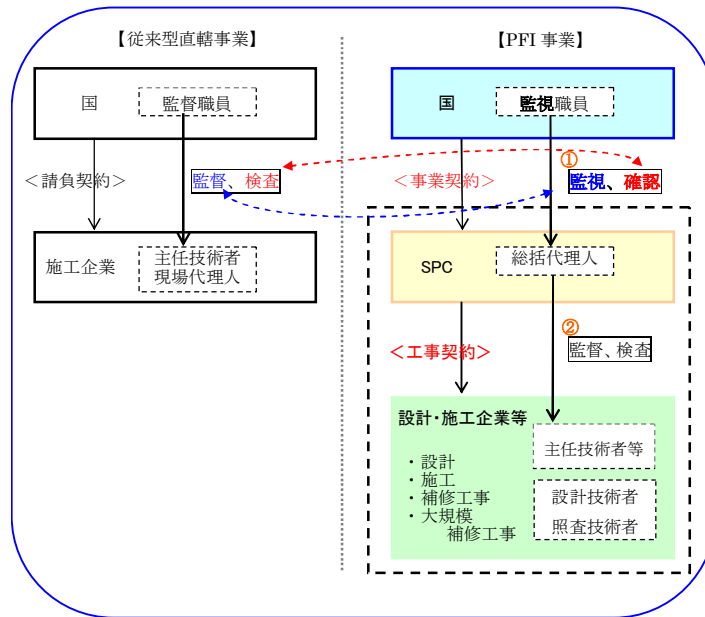 【従来型直轄事業】
国
監督職員
＜請負契約＞
監督、検査
施工企業
主任技術者
現場代理人
【PFI 事業】
国
監視職員
①
＜事業契約＞
監視、確認
SPC
総括代理人
②
＜工事契約＞
監督、検査
設計・施工企業等
主任技術者等
・設計
・施工
・補修工事
・大規模
補修工事
設計技術者
照査技術者